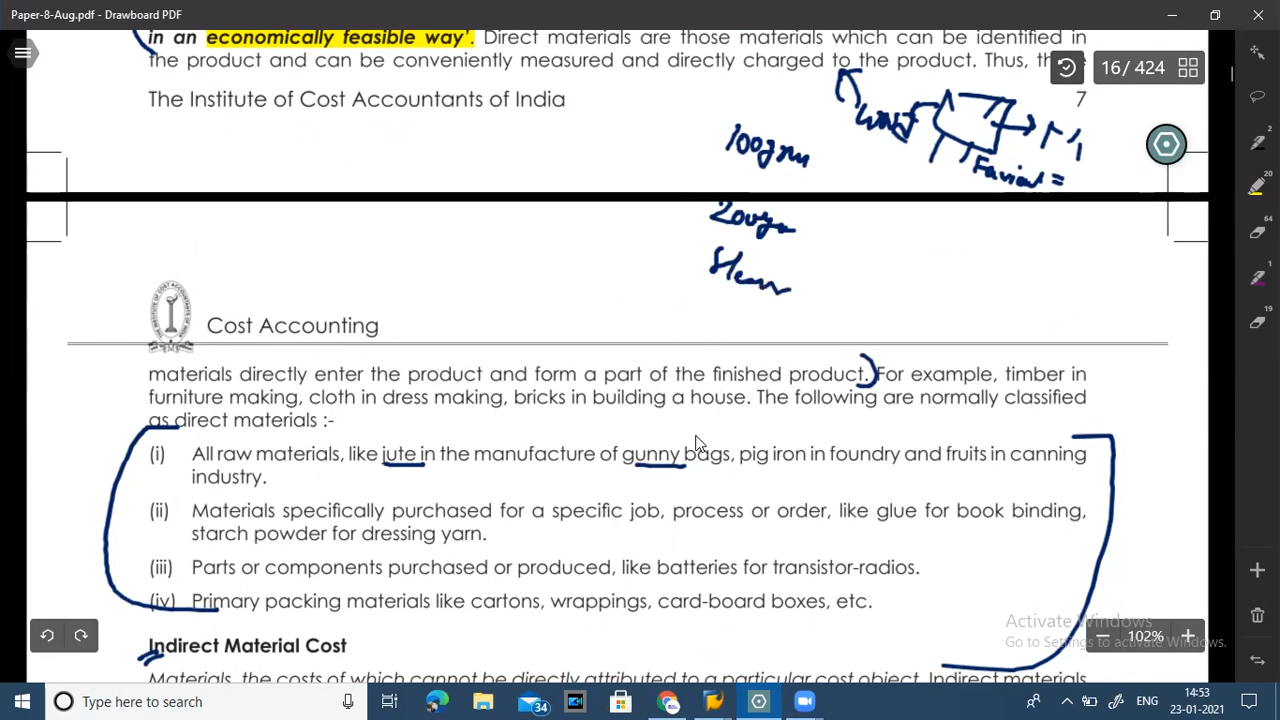 Paper-8-Aug.pdf - Drawboard PDF
in an economically feasible way'. Direct materials are those materials which can be identified in
the product and can be conveniently measured and directly charged to the product. Thus,
16 / 424
The Institute of Cost Accountants of India
7
100gm
20
64
1
19
Cost Accounting
materials directly enter the product and form a part of the finished product. For example, timber in
furniture making, cloth in dress making, bricks in building a house. The following are normally classified
as direct materials :-
(i) All raw materials, like jute in the manufacture of gunny bags, pig iron in foundry and fruits in canning
industry.
(ii) Materials specifically purchased for a specific job, process or order, like glue for book binding,
starch powder for dressing yarn.
(iii) Parts or components purchased or produced, like batteries for transistor-radios.
(iv) Primary packing materials like cartons, wrappings, card-board boxes, etc.
Activate Windows
Go to Settings to activate Windows.
102%
Indirect Material Cost
Materials, the costs of which cannot be directly attributed to a particular cost object. Indirect materials
Type here to search
34
ENG
14:53
23-01-2021